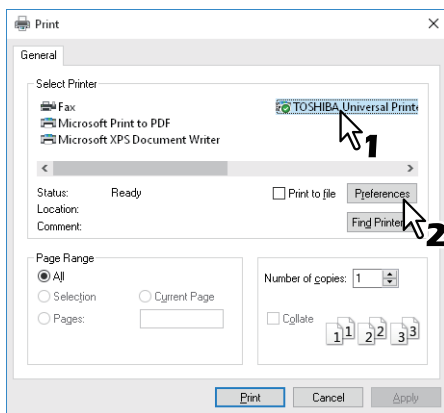 Print
General
Select Printer
Fax
TOSHIBA Universal Printe
Microsoft Print to PDF
Microsoft XPS Document Writer
1
Status: Ready
Print to file
Preferences
Location:
Comment:
Find Printer
2
Page Range
All
Selection
Current Page
Pages:
Number of copies: 1
Collate
1 1 2 2 3 3
Print
Cancel
Apply